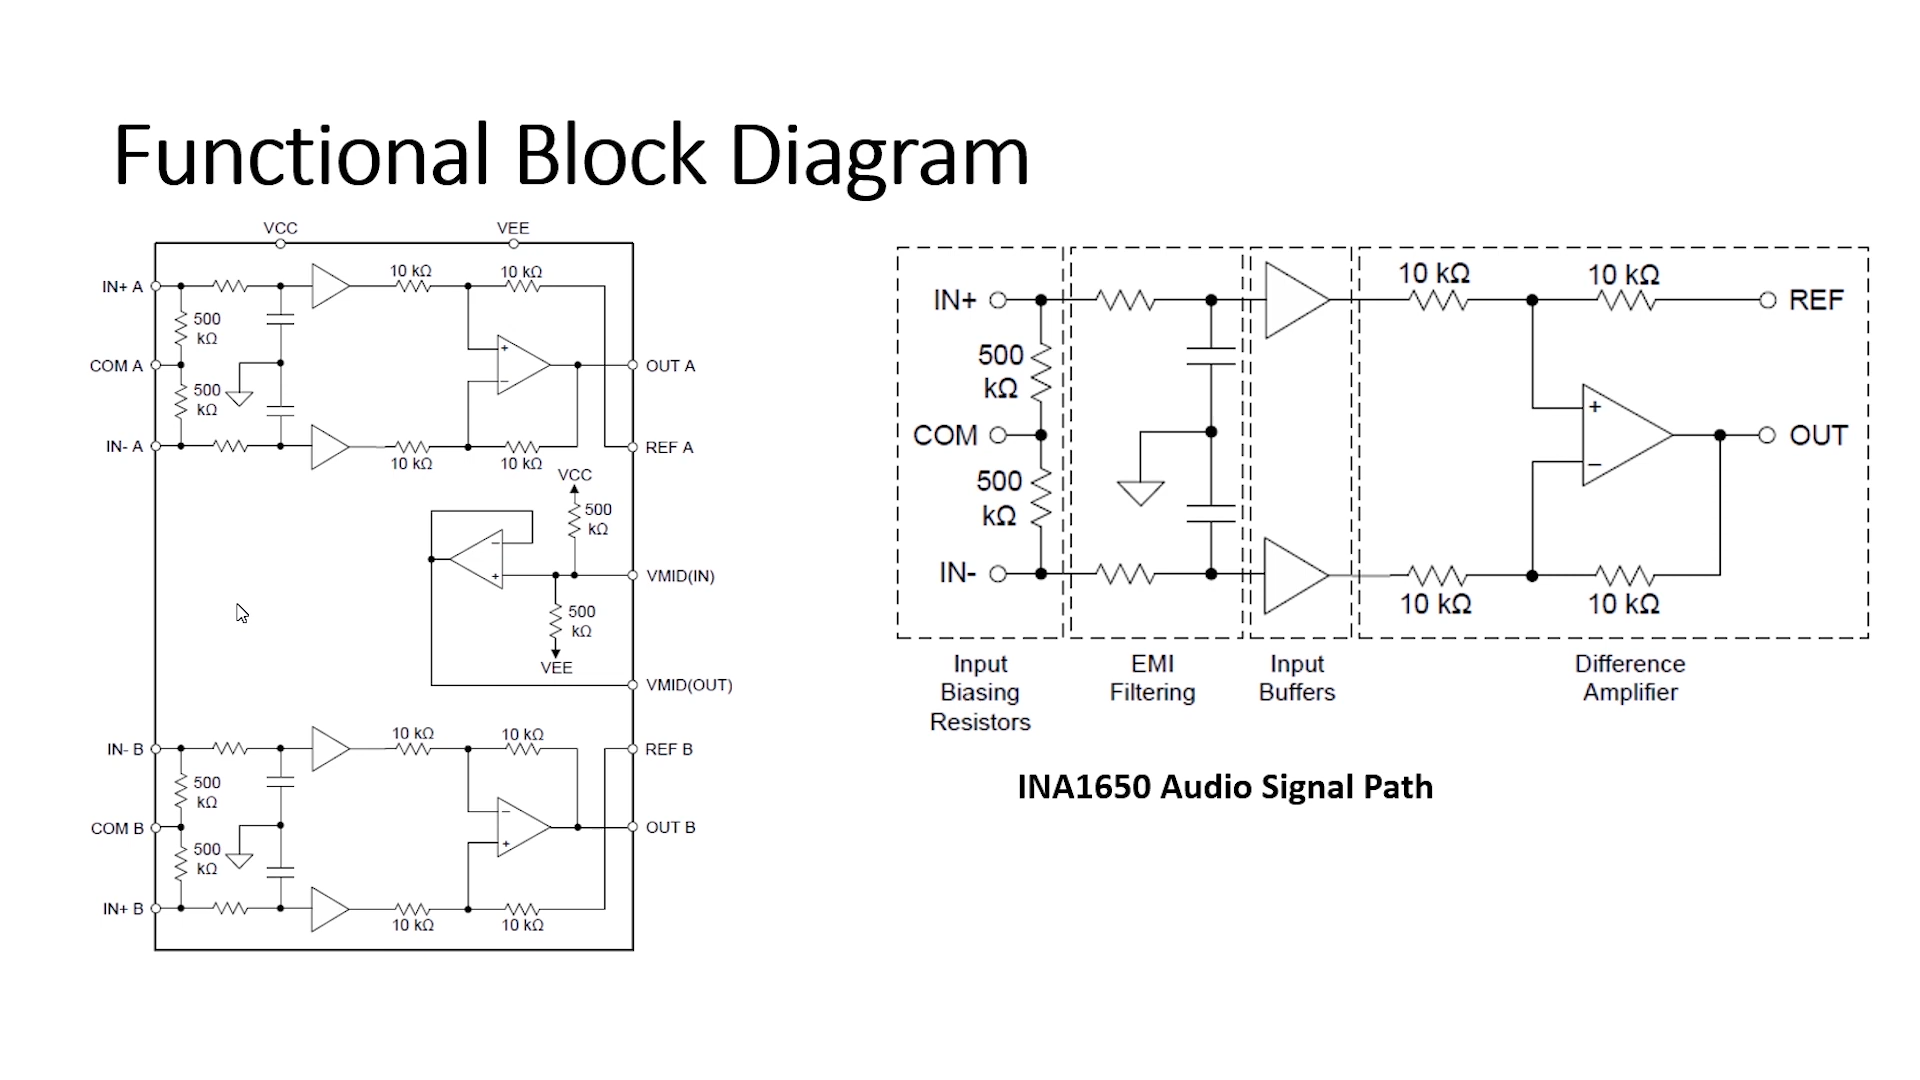 Functional Block Diagram
VCC
VEE
IN+ A
10 kΩ
10 kΩ
500
kΩ
+
COM A
OUT A
500
kΩ
−
IN- A
REF A
10 kΩ
10 kΩ
VCC
500
kΩ
−
+
VMID(IN)
500
kΩ
VEE
VMID(OUT)
10 kΩ
10 kΩ
IN- B
REF B
500
kΩ
−
COM B
OUT B
500
kΩ
+
IN+ B
10 kΩ
10 kΩ
10 kΩ
10 kΩ
IN+
REF
500
kΩ
+
COM
OUT
−
500
kΩ
IN-
10 kΩ
10 kΩ
Input
Biasing
Resistors
EMI
Filtering
Input
Buffers
Difference
Amplifier
INA1650 Audio Signal Path